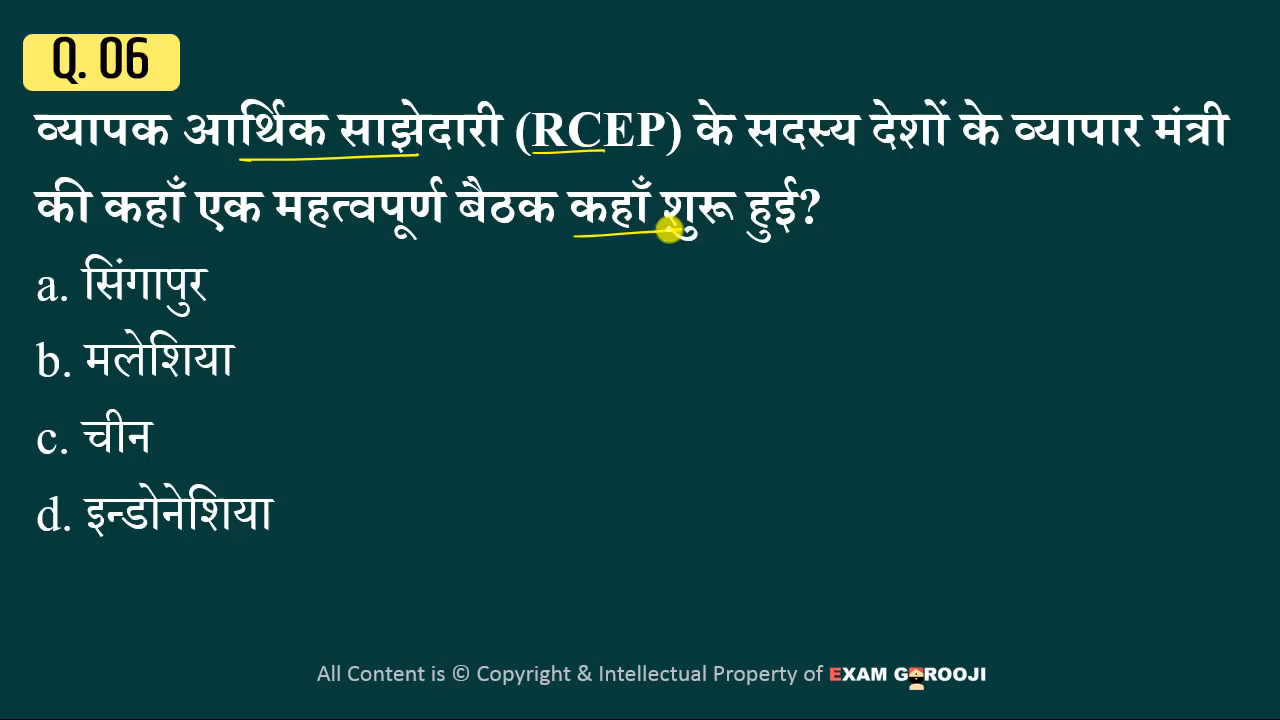 Q. 06
व्यापक आर्थिक साझेदारी (RCEP) के सदस्य देशों के व्यापार मंत्री
की कहाँ एक महत्वपूर्ण बैठक कहाँ शुरू हुई?
a. सिंगापुर
b. मलेशिया
c. चीन
d. इन्डोनेशिया
All Content is © Copyright & Intellectual Property of EXAM GUROOJI